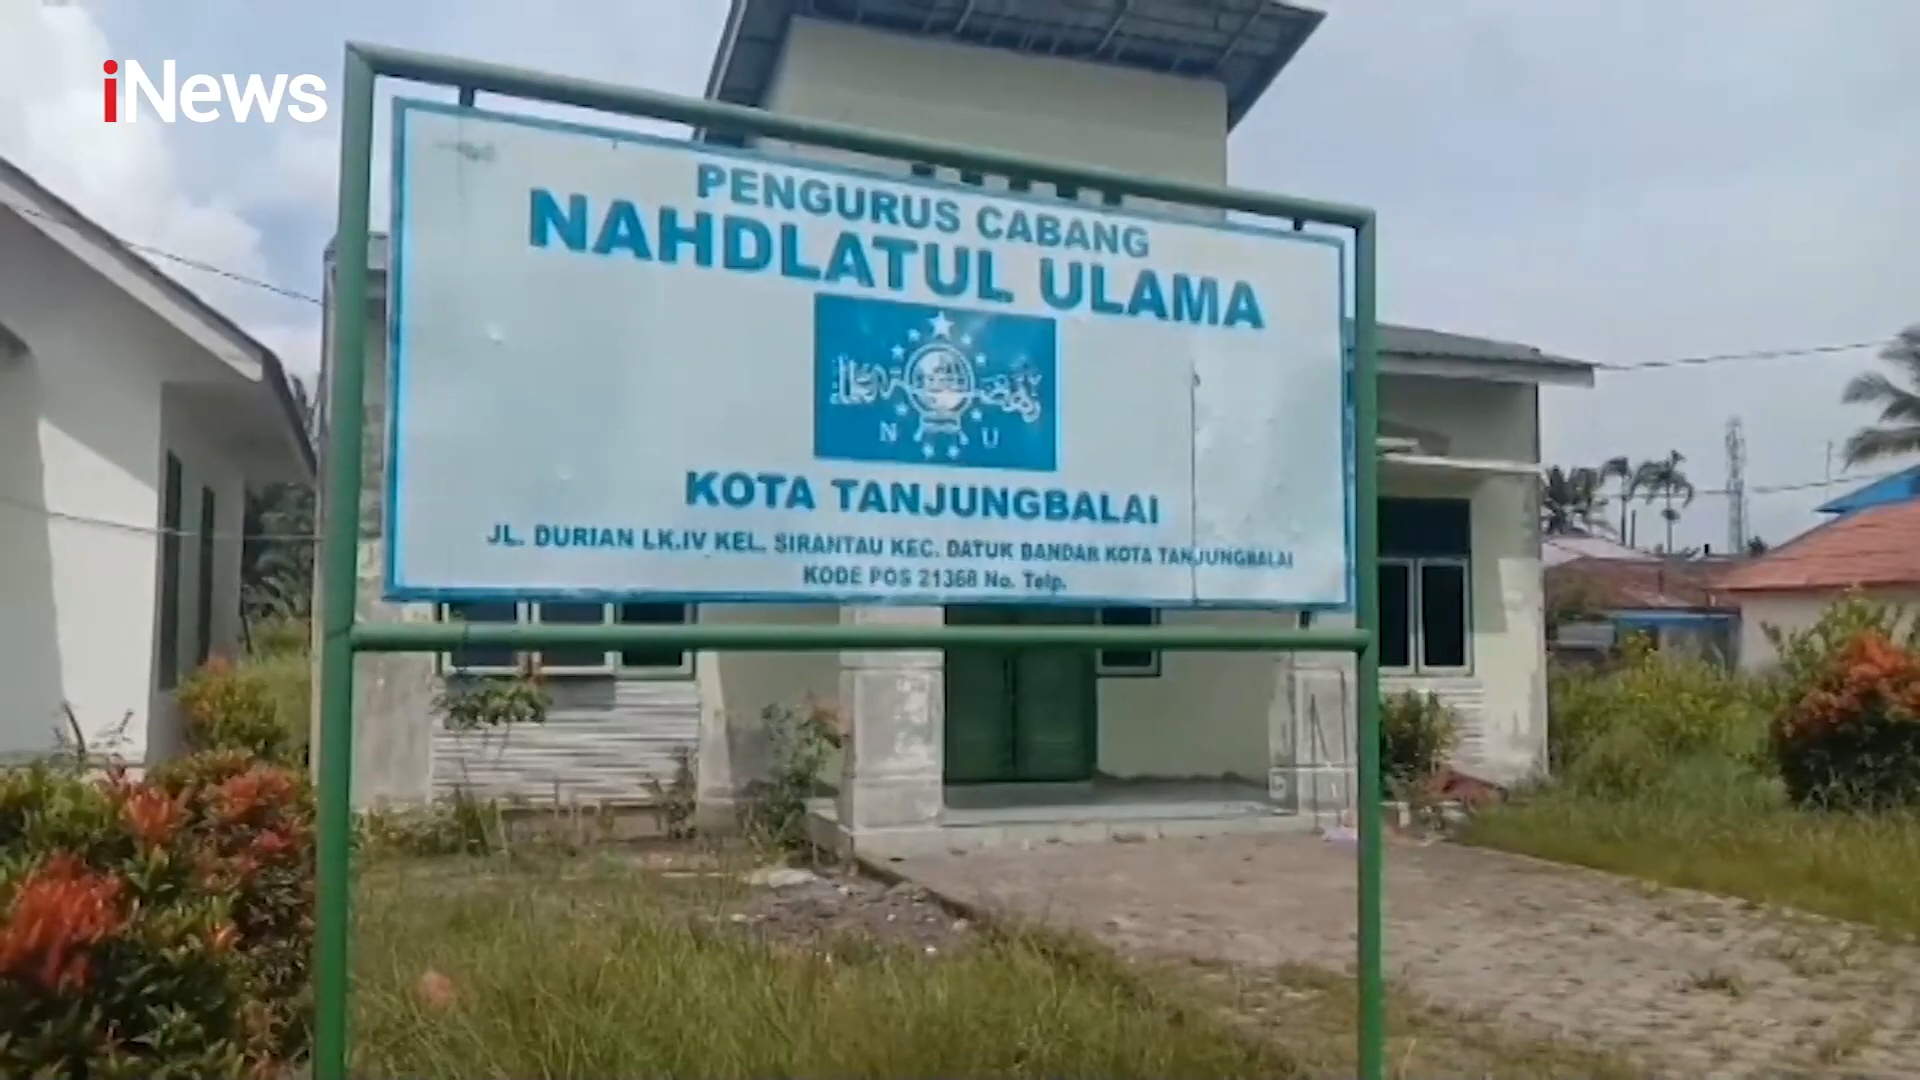 iNews
PENGURUS CABANG
NAHDLATUL ULAMA
N U
KOTA TANJUNGBALAI
JL. DURIAN LK.IV KEL. SIRANTAU KEC. DATUK BANDAR KOTA TANJUNGBALAI
KODE POS 21368 No. Telp.